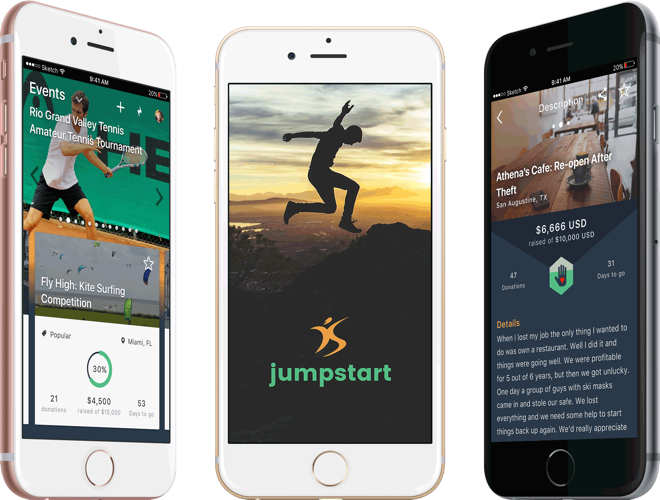 Sketch
9:41 AM
20%
Events
Rio Grand Valley Tennis
Amateur Tennis Tournament
Fly High: Kite Surfing
Competition
Popular
Miami, FL
30%
21
donations
$4,500
raised of $15,000
53
Days to go
jumpstart
Sketch
9:41 AM
20%
Description
Athena's Cafe: Re-open After
Theft
San Augustine, TX
$6,666 USD
raised of $10,000 USD
47
Donations
31
Days to go
Details
When I lost my job the only thing I wanted to
do was own a restaurant. Well I did it and
things were going well. We were profitable
for 5 out of 6 years, but then we got unlucky.
One day a group of guys with ski masks
came in and stole our safe. We lost
everything and we need some help to start
things back up again. We'd really appreciate